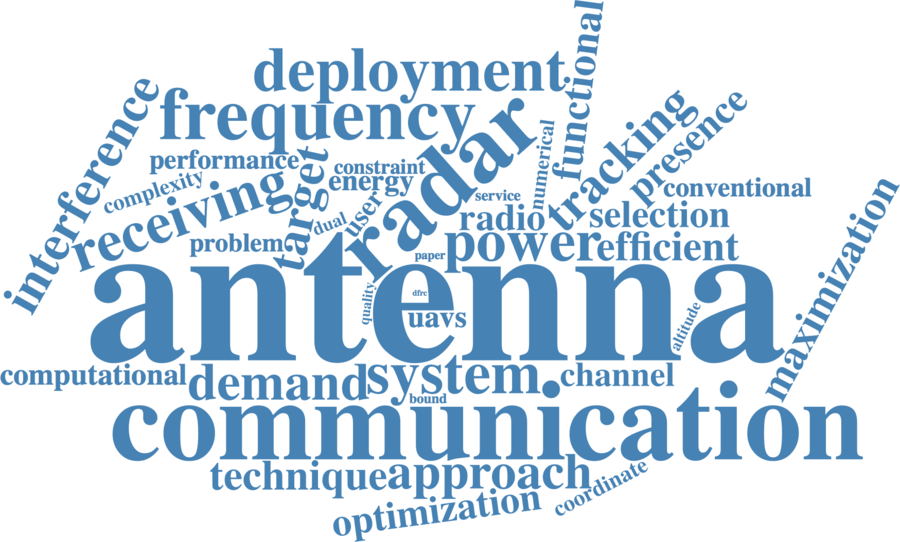 functional
deployment
interference
frequency
radar
tracking
presence
numerical
performance
constraint
complexity
energy
target
receiving
dual
user
service
conventional
radio
selection
problem
power
efficient
paper
antenna
quality
dfrc
uavs
altitude
maximization
computational
demand
system
channel
bound
communication
technique
approach
coordinate
optimization